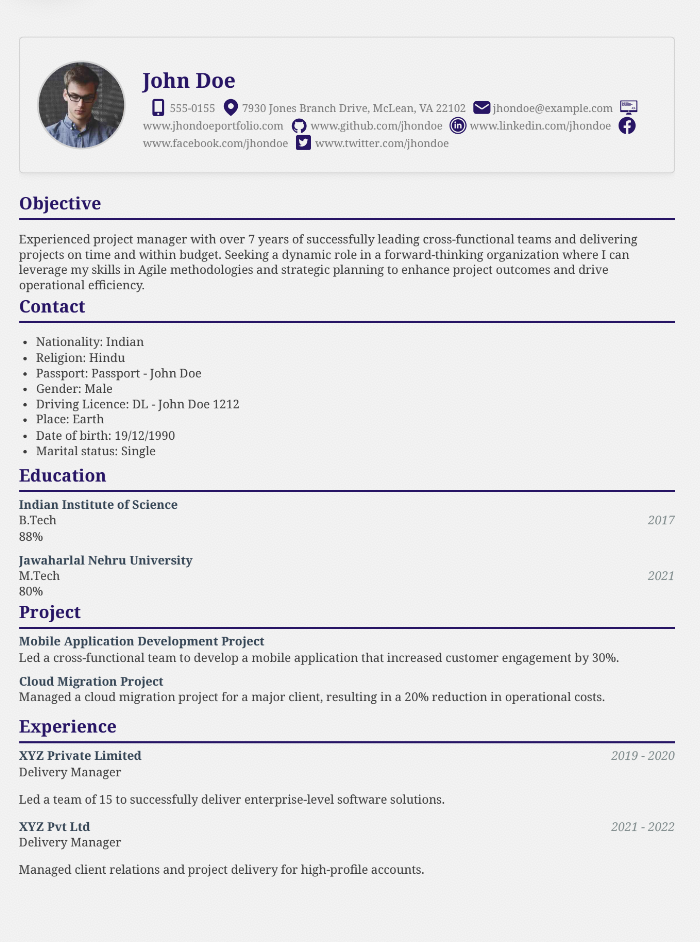 John Doe
555-0155 7930 Jones Branch Drive, McLean, VA 22102 jhondoe@example.com
www.jhondoeportfolio.com www.github.com/jhondoe www.linkedin.com/jhondoe
www.facebook.com/jhondoe www.twitter.com/jhondoe
Objective
Experienced project manager with over 7 years of successfully leading cross-functional teams and delivering
projects on time and within budget. Seeking a dynamic role in a forward-thinking organization where I can
leverage my skills in Agile methodologies and strategic planning to enhance project outcomes and drive
operational efficiency.
Contact
• Nationality: Indian
• Religion: Hindu
• Passport: Passport - John Doe
• Gender: Male
• Driving Licence: DL - John Doe 1212
• Place: Earth
• Date of birth: 19/12/1990
• Marital status: Single
Education
Indian Institute of Science
B.Tech 2017
88%
Jawaharlal Nehru University
M.Tech 2021
80%
Project
Mobile Application Development Project
Led a cross-functional team to develop a mobile application that increased customer engagement by 30%.
Cloud Migration Project
Managed a cloud migration project for a major client, resulting in a 20% reduction in operational costs.
Experience
XYZ Private Limited 2019 - 2020
Delivery Manager
Led a team of 15 to successfully deliver enterprise-level software solutions.
XYZ Pvt Ltd 2021 - 2022
Delivery Manager
Managed client relations and project delivery for high-profile accounts.